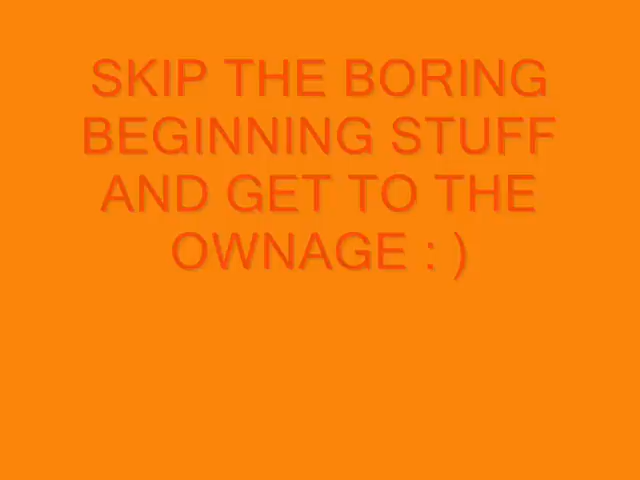 SKIP THE BORING
BEGINNING STUFF
AND GET TO THE
OWNAGE : )